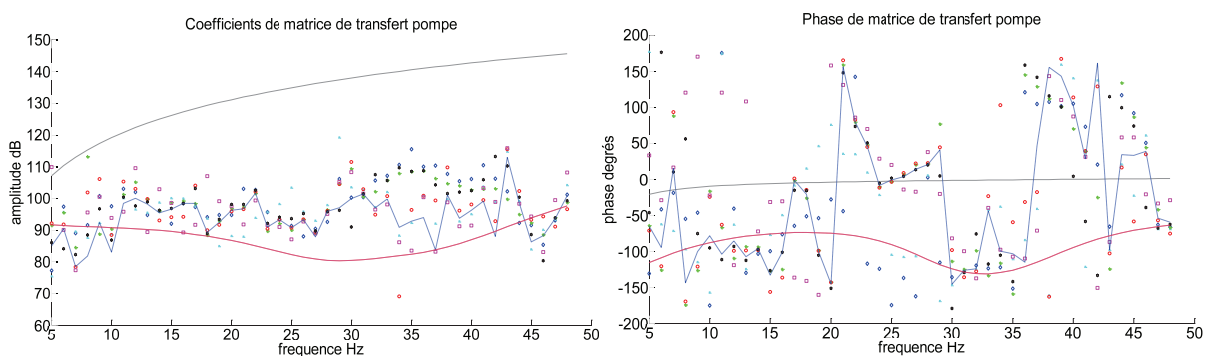 Coefficients de matrice de transfert pompe
150
140
130
120
110
100
90
80
70
60
amplitude dB
5 10 15 20 25 30 35 40 45 50
frequence Hz
Phase de matrice de transfert pompe
200
150
100
50
0
-50
-100
-150
-200
phase degrés
5 10 15 20 25 30 35 40 45 50
frequence Hz